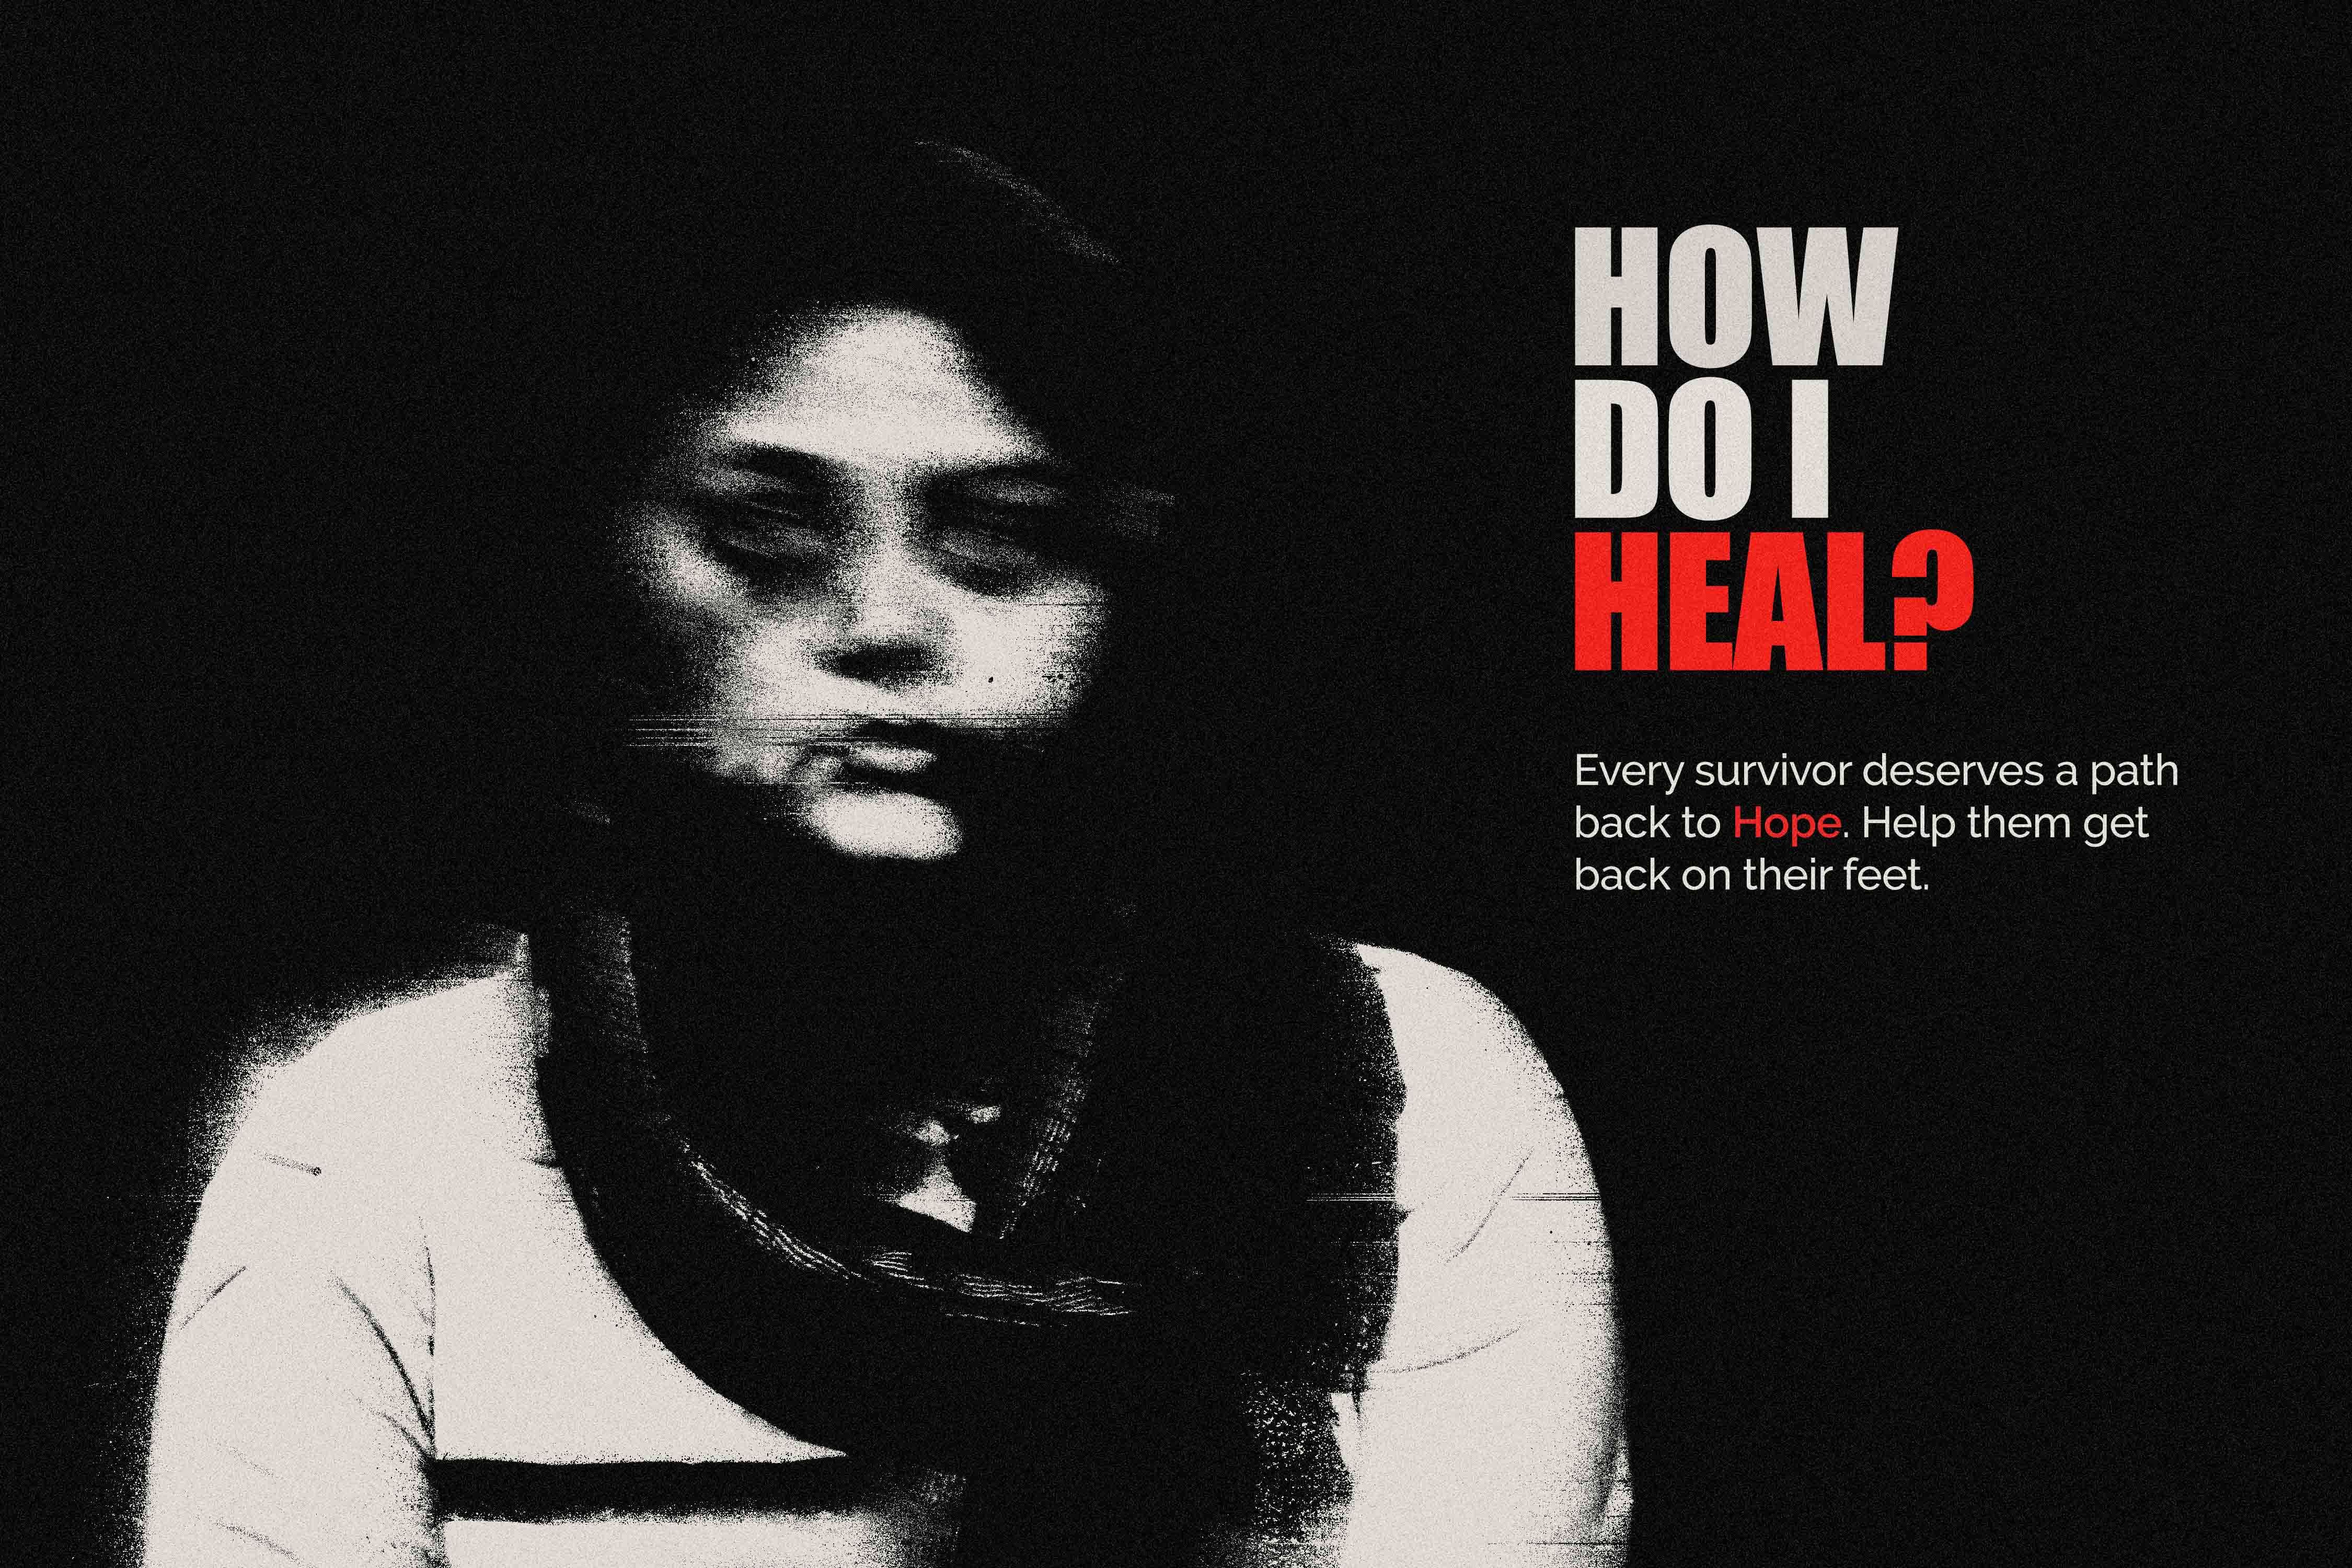 HOW
DO I
HEAL?
Every survivor deserves a path
back to Hope. Help them get
back on their feet.